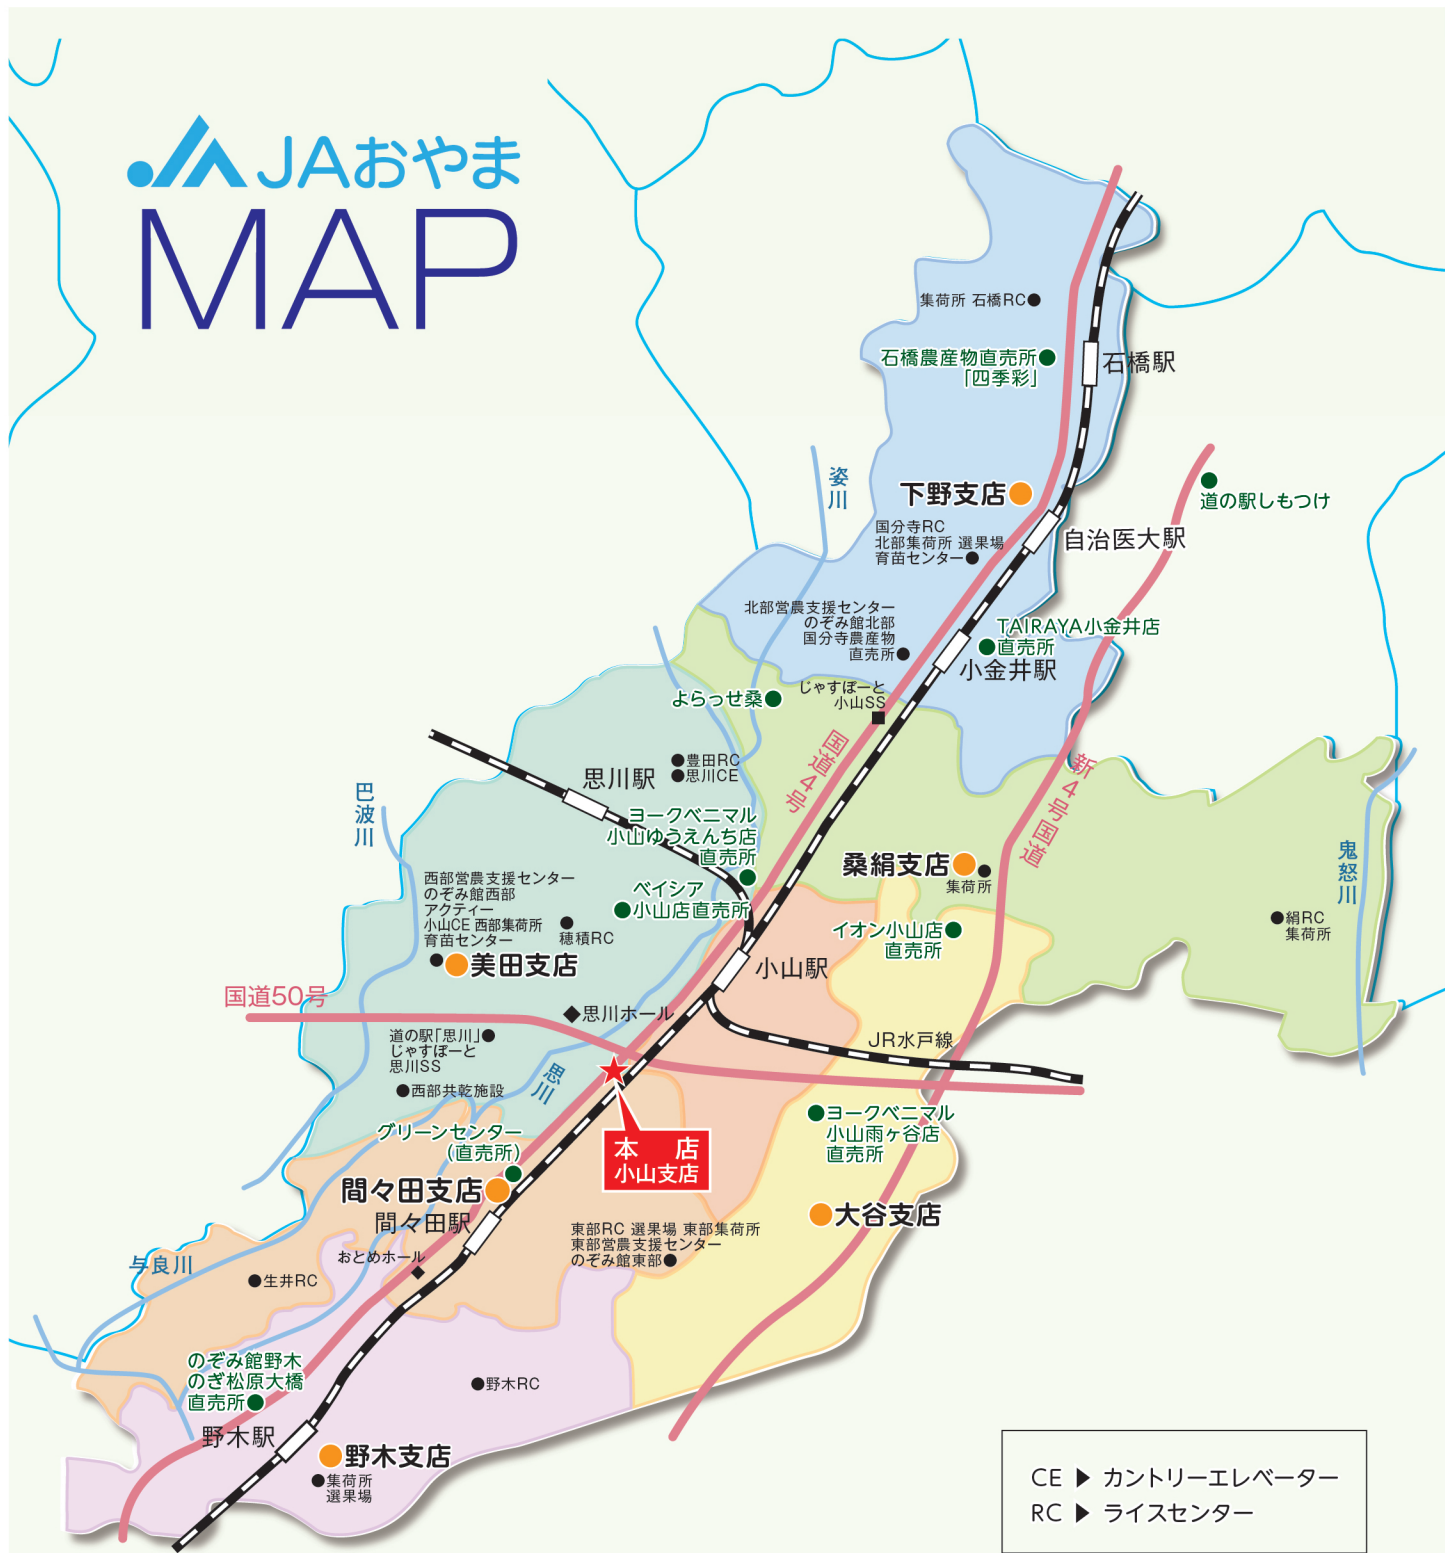 JAおやま
MAP
集荷所 石橋RC
石橋農産物直売所
「四季彩」
石橋駅
姿川
下野支店
道の駅しもつけ
国分寺RC
北部集荷所 選果場
育苗センター
自治医大駅
北部営農支援センター
のぞみ館北部
国分寺農産物
直売所
TAIRAYA小金井店
直売所
小金井駅
よらっせ桑
じゃすぽーと
小山SS
国道4号
新4号国道
豊田RC
思川CE
思川駅
巴波川
ヨークベニマル
小山ゆうえんち店
直売所
桑絹支店
集荷所
鬼怒川
西部営農支援センター
のぞみ館西部
アクティー
小山CE 西部集荷所
育苗センター
穂積RC
ベイシア
小山店直売所
イオン小山店
直売所
絹RC
集荷所
美田支店
小山駅
国道50号
思川ホール
道の駅「思川」
じゃすぽーと
思川SS
JR水戸線
西部共乾施設
思川
グリーンセンター
(直売所)
本 店
小山支店
ヨークベニマル
小山雨ヶ谷店
直売所
間々田支店
間々田駅
大谷支店
東部RC 選果場 東部集荷所
東部営農支援センター
のぞみ館東部
与良川
おとめホール
生井RC
のぞみ館野木
のぎ松原大橋
直売所
野木RC
野木駅
野木支店
集荷所
選果場
CE ▶ カントリーエレベーター
RC ▶ ライスセンター